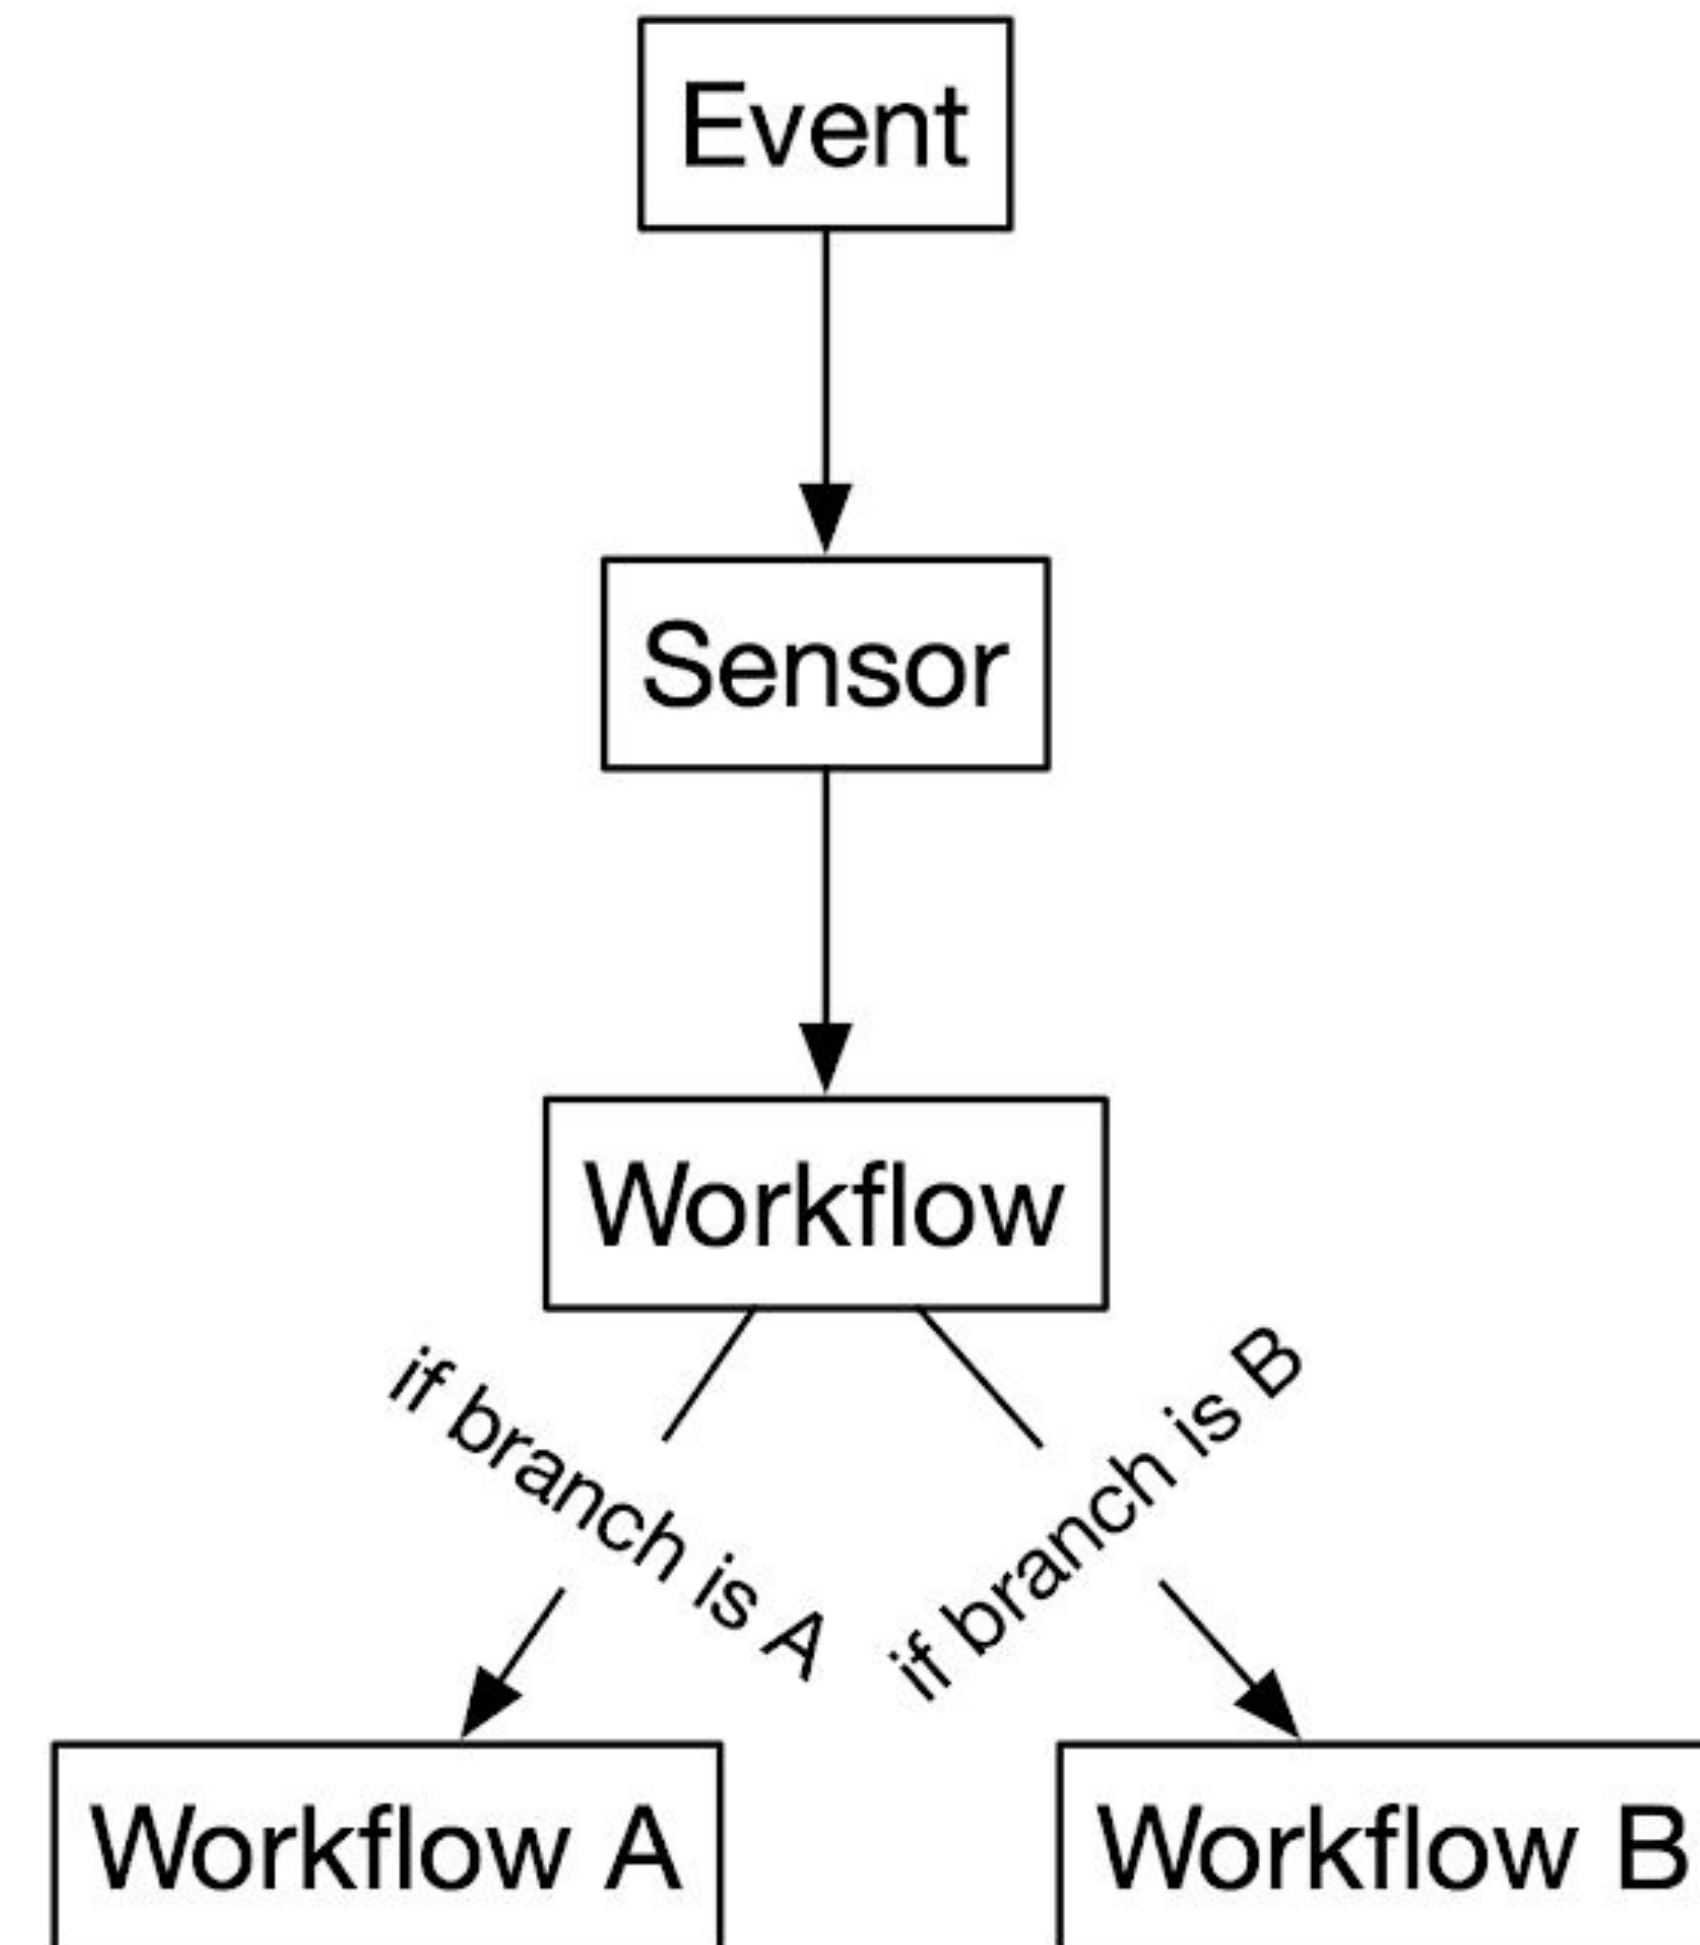 Event
Sensor
Workflow
if branch is A
if branch is B
Workflow A
Workflow B